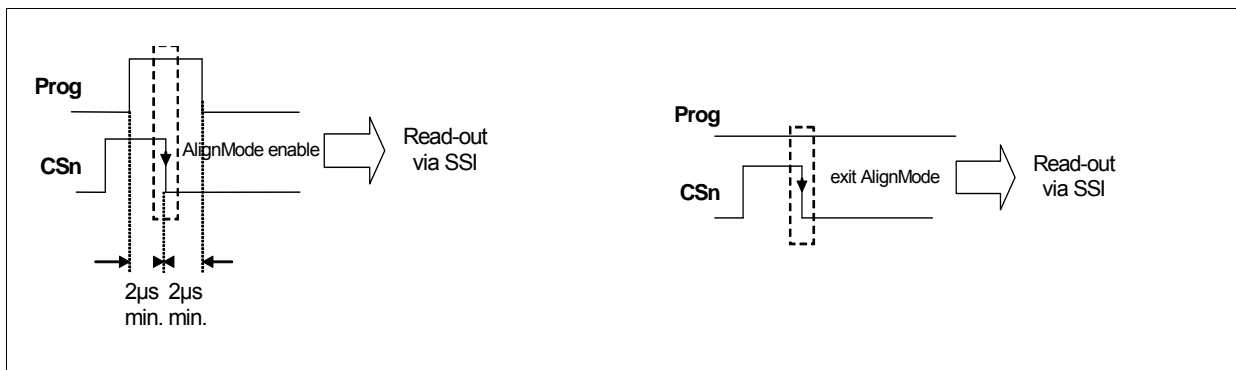 Prog
CSn
AlignMode enable
Read-out
via SSI
2µs 2µs
min. min.
Prog
CSn
exit AlignMode
Read-out
via SSI